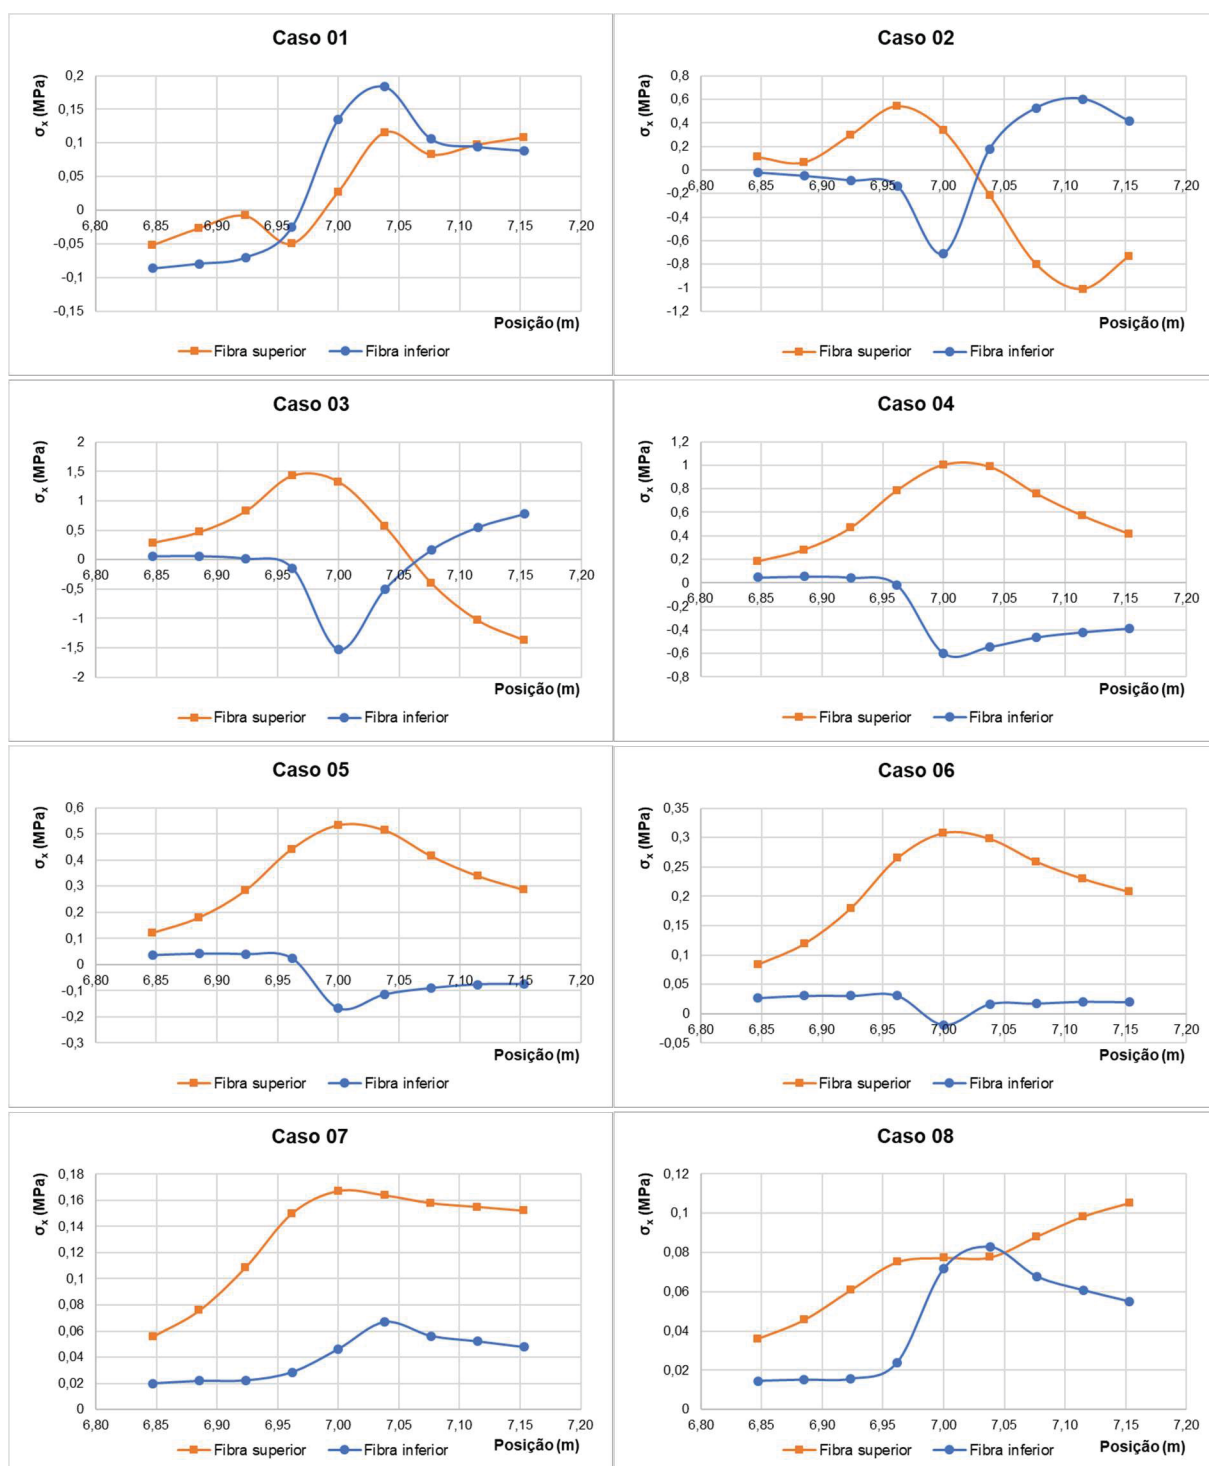 Caso 01
σx (MPa)
0,2
0,15
0,1
0,05
0
-0,05
-0,1
-0,15
6,80 6,85 6,90 6,95 7,00 7,05 7,10 7,15 7,20
Posição (m)
Fibra superior Fibra inferior
Caso 02
σx (MPa)
0,8
0,6
0,4
0,2
0
-0,2
-0,4
-0,6
-0,8
-1
-1,2
6,80 6,85 6,90 6,95 7,00 7,05 7,10 7,15 7,20
Posição (m)
Fibra superior Fibra inferior
Caso 03
σx (MPa)
2
1,5
1
0,5
0
-0,5
-1
-1,5
-2
6,80 6,85 6,90 6,95 7,00 7,05 7,10 7,15 7,20
Posição (m)
Fibra superior Fibra inferior
Caso 04
σx (MPa)
1,2
1
0,8
0,6
0,4
0,2
0
-0,2
-0,4
-0,6
-0,8
6,80 6,85 6,90 6,95 7,00 7,05 7,10 7,15 7,20
Posição (m)
Fibra superior Fibra inferior
Caso 05
σx (MPa)
0,6
0,5
0,4
0,3
0,2
0,1
0
-0,1
-0,2
-0,3
6,80 6,85 6,90 6,95 7,00 7,05 7,10 7,15 7,20
Posição (m)
Fibra superior Fibra inferior
Caso 06
σx (MPa)
0,35
0,3
0,25
0,2
0,15
0,1
0,05
0
-0,05
6,80 6,85 6,90 6,95 7,00 7,05 7,10 7,15 7,20
Posição (m)
Fibra superior Fibra inferior
Caso 07
σx (MPa)
0,18
0,16
0,14
0,12
0,1
0,08
0,06
0,04
0,02
0
6,80 6,85 6,90 6,95 7,00 7,05 7,10 7,15 7,20
Posição (m)
Fibra superior Fibra inferior
Caso 08
σx (MPa)
0,12
0,1
0,08
0,06
0,04
0,02
0
6,80 6,85 6,90 6,95 7,00 7,05 7,10 7,15 7,20
Posição (m)
Fibra superior Fibra inferior